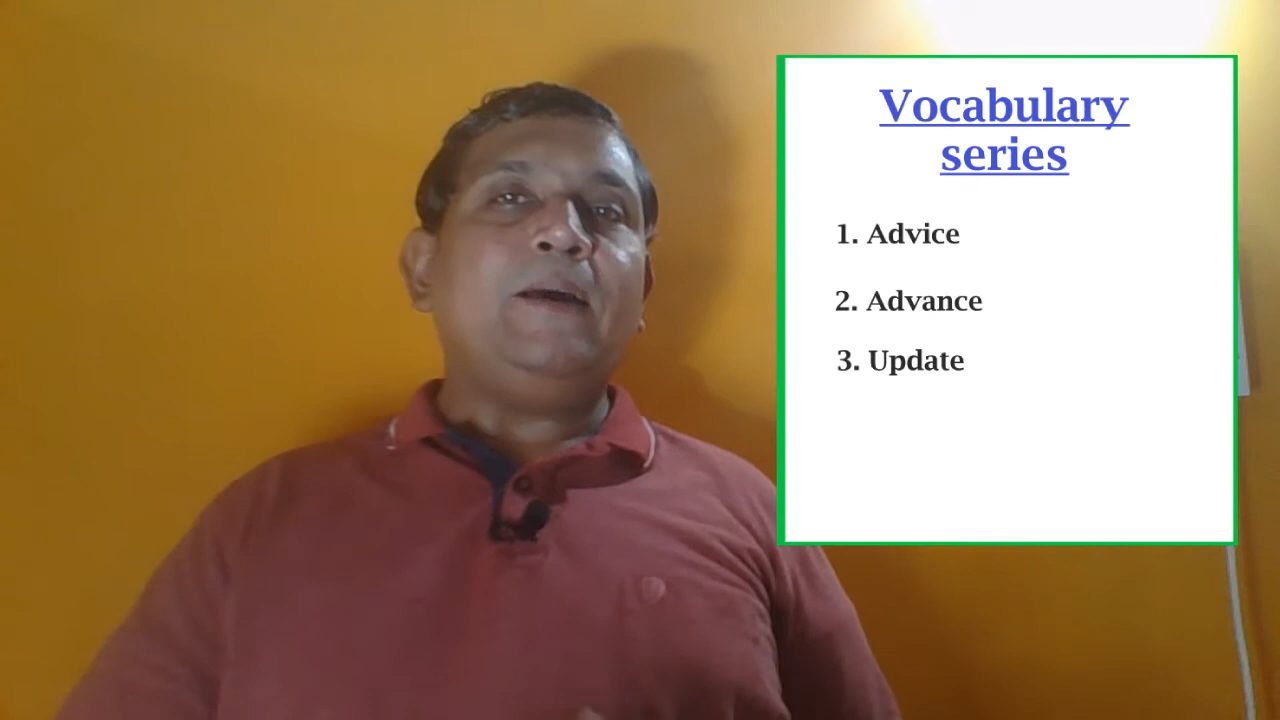 Vocabulary
series
1. Advice
2. Advance
3. Update